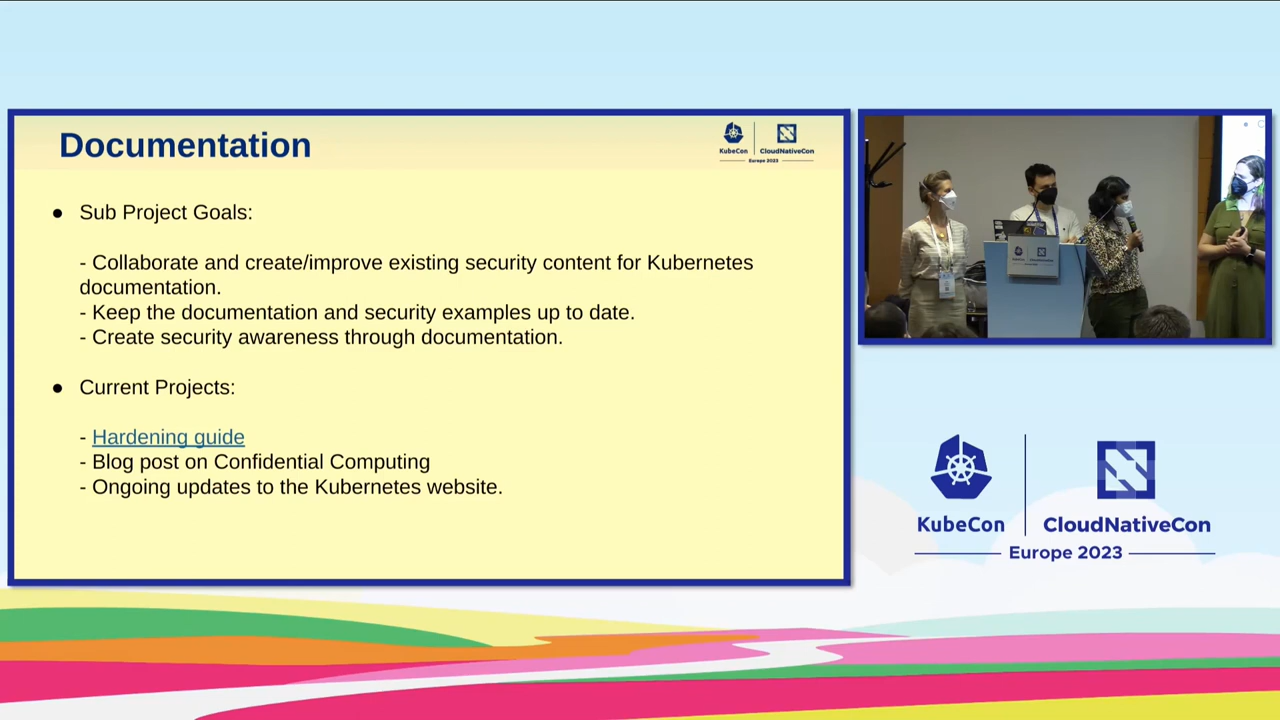 Documentation
KubeCon
CloudNativeCon
Europe 2023
● Sub Project Goals:
- Collaborate and create/improve existing security content for Kubernetes
documentation.
- Keep the documentation and security examples up to date.
- Create security awareness through documentation.
● Current Projects:
- Hardening guide
- Blog post on Confidential Computing
- Ongoing updates to the Kubernetes website.
KubeCon
CloudNativeCon
Europe 2023